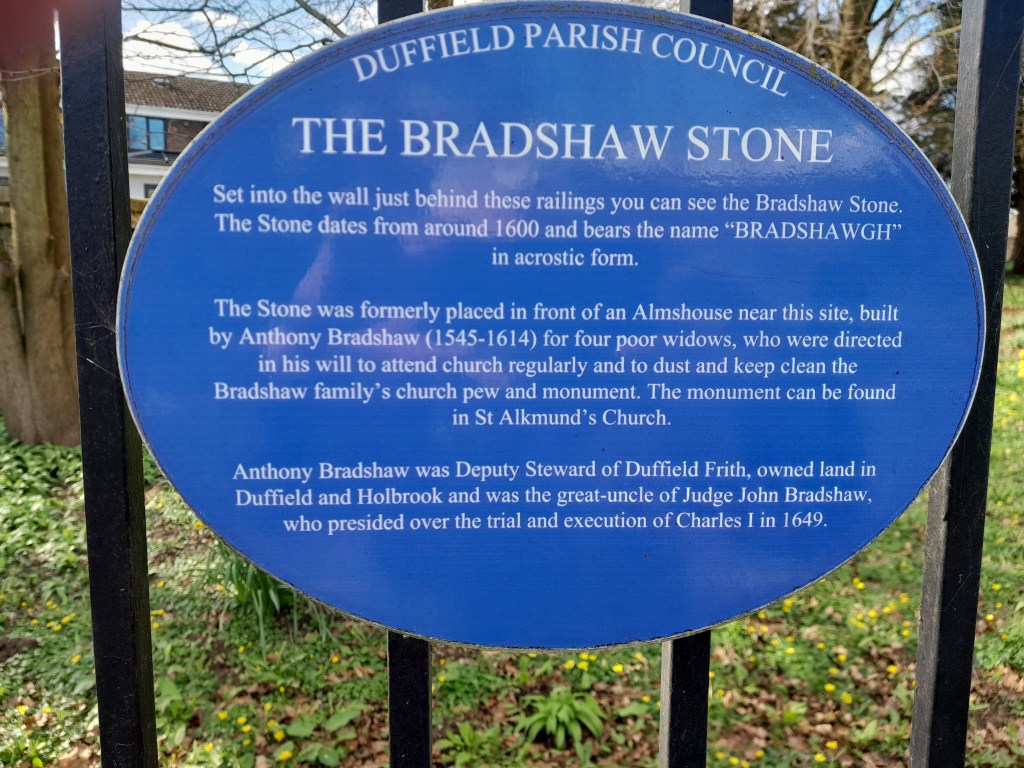 DUFFIELD PARISH COUNCIL
THE BRADSHAW STONE
Set into the wall just behind these railings you can see the Bradshaw Stone.
The Stone dates from around 1600 and bears the name “BRADSHAWGH”
in acrostic form.
The Stone was formerly placed in front of an Almshouse near this site, built
by Anthony Bradshaw (1545-1614) for four poor widows, who were directed
in his will to attend church regularly and to dust and keep clean the
Bradshaw family’s church pew and monument. The monument can be found
in St Alkmund’s Church.
Anthony Bradshaw was Deputy Steward of Duffield Frith, owned land in
Duffield and Holbrook and was the great-uncle of Judge John Bradshaw,
who presided over the trial and execution of Charles I in 1649.